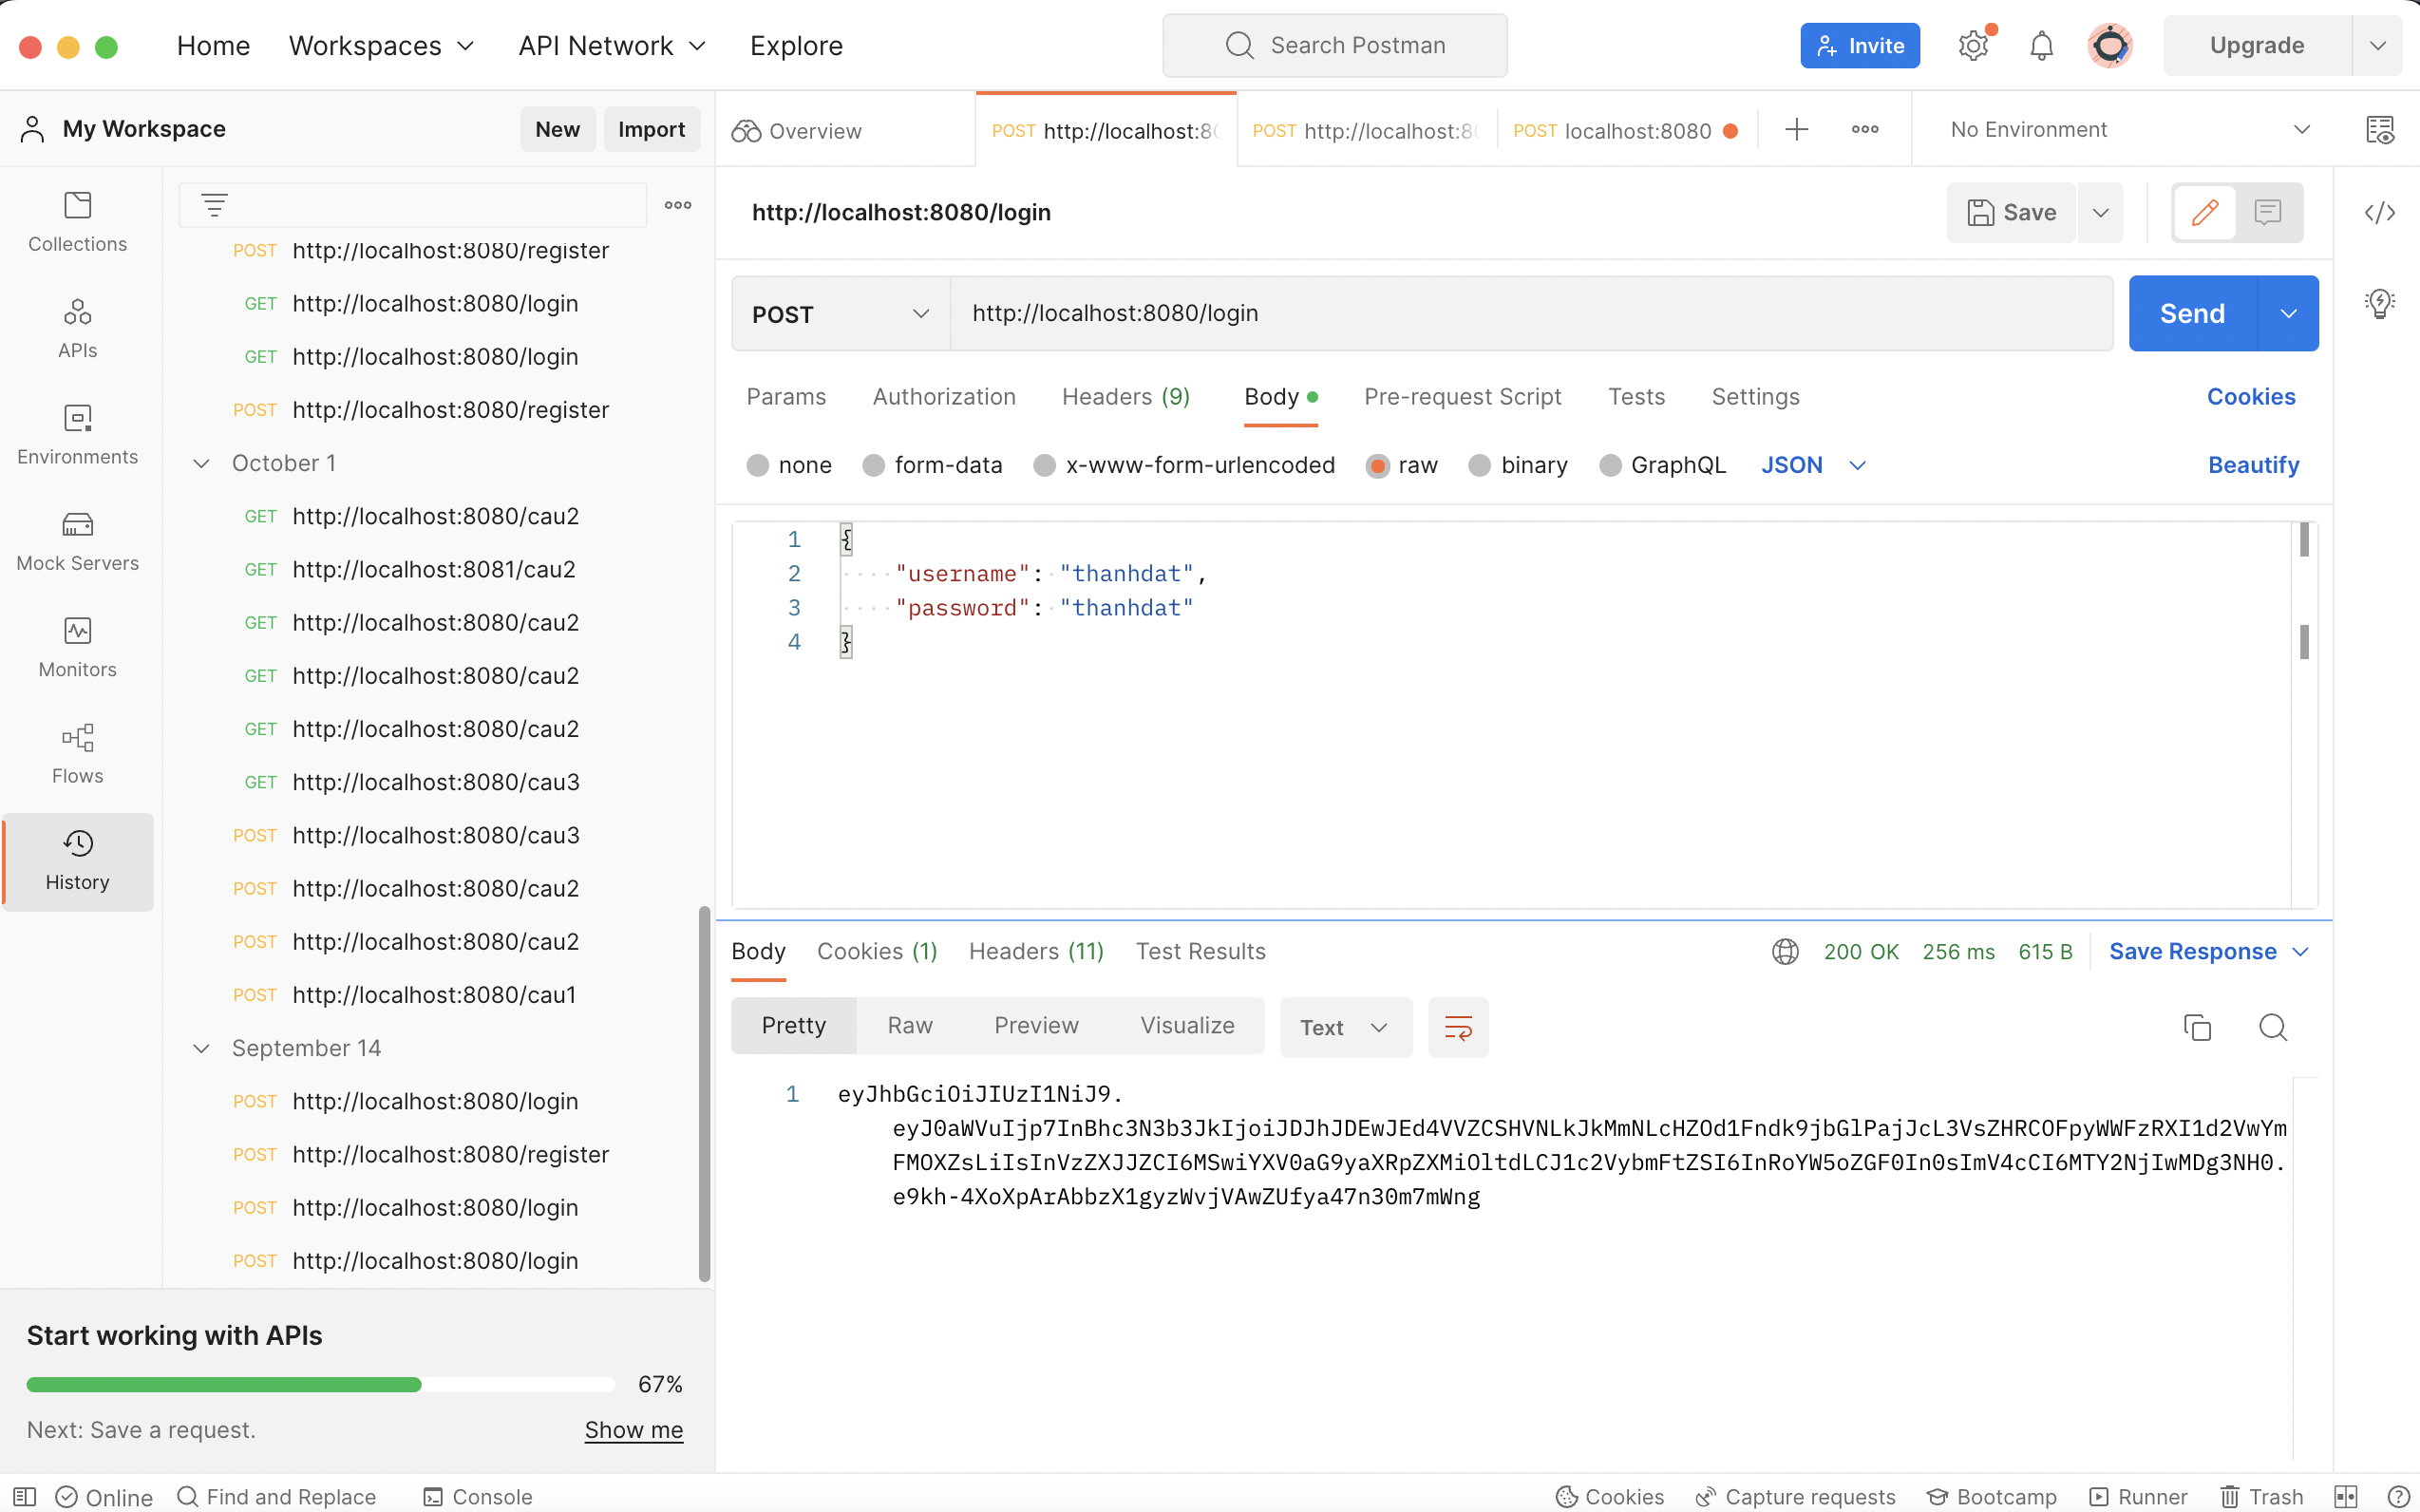 Home Workspaces API Network Explore Search Postman Invite Upgrade
My Workspace New Import Overview POST http://localhost:80 POST http://localhost:80 POST localhost:8080 No Environment
Collections
APIs
Environments
Mock Servers
Monitors
Flows
History
POST http://localhost:8080/register
GET http://localhost:8080/login
GET http://localhost:8080/login
POST http://localhost:8080/register
October 1
GET http://localhost:8080/cau2
GET http://localhost:8081/cau2
GET http://localhost:8080/cau2
GET http://localhost:8080/cau2
GET http://localhost:8080/cau2
GET http://localhost:8080/cau3
POST http://localhost:8080/cau3
POST http://localhost:8080/cau2
POST http://localhost:8080/cau2
POST http://localhost:8080/cau1
September 14
POST http://localhost:8080/login
POST http://localhost:8080/register
POST http://localhost:8080/login
POST http://localhost:8080/login
Start working with APIs
67%
Next: Save a request. Show me
http://localhost:8080/login Save
POST http://localhost:8080/login Send
Params Authorization Headers (9) Body Pre-request Script Tests Settings Cookies
none form-data x-www-form-urlencoded raw binary GraphQL JSON Beautify
1 {
2 "username": "thanhdat",
3 "password": "thanhdat"
4 }
Body Cookies (1) Headers (11) Test Results 200 OK 256 ms 615 B Save Response
Pretty Raw Preview Visualize Text
1 eyJhbGciOiJIUzI1NiJ9.
eyJ0aWVuIjp7InBhc3N3b3JkIjoiJDJhJDEwJEd4VVZCSHVNLkJkMmNLcHZOd1Fndk9jbGlPajJcL3VsZHRCOFpyWWFzRXI1d2VwYm
FMOXZsLiIsInVzZXJJZCI6MSwiYXV0aG9yaXRpZXMiOltdLCJ1c2VybmFtZSI6InRoYW5oZGF0In0sImV4cCI6MTY2NjIwMDg3NH0.
e9kh-4XoXpArAbbzX1gyzWvjVAwZUfya47n30m7mWng
Online Find and Replace Console Cookies Capture requests Bootcamp Runner Trash